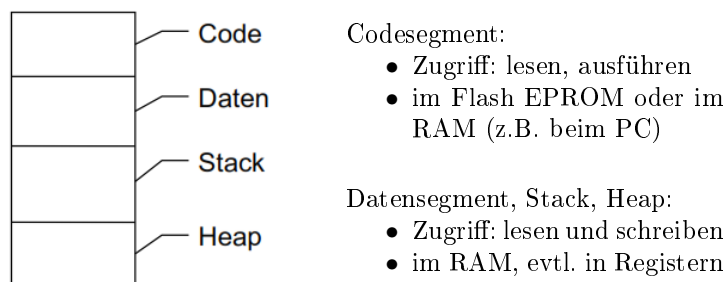 Code
Daten
Stack
Heap
Codesegment:
• Zugriff: lesen, ausführen
• im Flash EPROM oder im
RAM (z.B. beim PC)
Datensegment, Stack, Heap:
• Zugriff: lesen und schreiben
• im RAM, evtl. in Registern